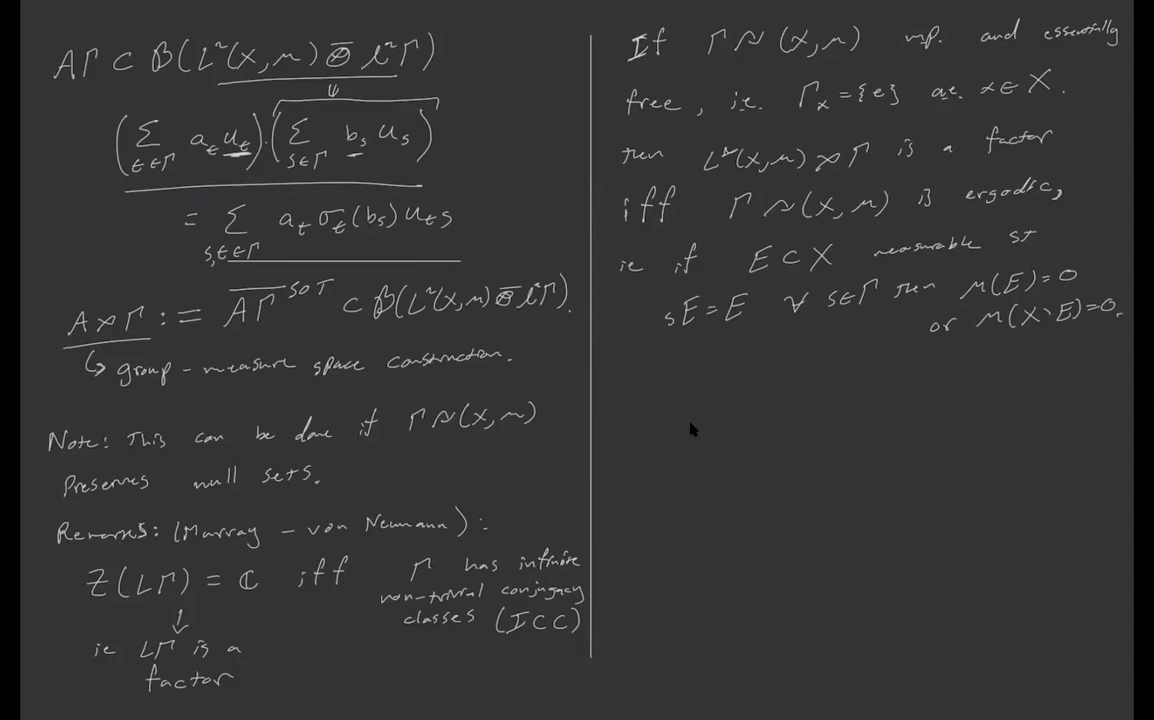 AΓ ⊂ B(L²(X,μ) ⊗̄ ℓ²Γ)
ψ
(∑_{t∈Γ} a_t u_t)·(∑_{s∈Γ} b_s u_s)
= ∑_{s,t∈Γ} a_t σ_t(b_s) u_{ts}
A⋊Γ := \overline{AΓ}^{SOT} ⊂ B(L²(X,μ) ⊗̄ ℓ²Γ).
↳ group-measure space construction.
Note: This can be done if Γ ↷ (X,μ)
Preserves null sets.
Remarks: (Murray - von Neumann):
Z(LΓ) = ℂ iff Γ has infinite
non-trivial conjugacy
classes (ICC)
↓
ie LΓ is a
factor
If Γ ↷ (X,μ) mp. and essentially
free, i.e. Γ_x = {e} a.e. x ∈ X.
then L^∞(X,μ) ⋊ Γ is a factor
iff Γ ↷ (X,μ) is ergodic,
ie if E ⊂ X measurable st
sE = E ∀ s∈Γ then μ(E) = 0
or μ(X∖E) = 0.